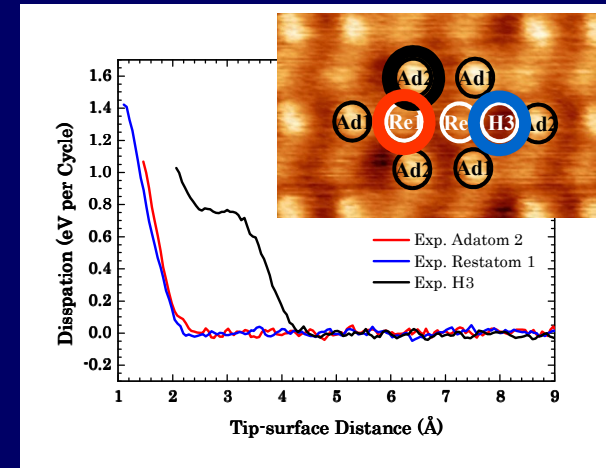 1.6
1.4
1.2
1.0
0.8
0.6
0.4
0.2
0.0
-0.2
Disspation (eV per Cycle)
1 2 3 4 5 6 7 8 9
Tip-surface Distance (Å)
Ad2 Ad1
Ad1 Re1 Re H3 d2
Ad2 Ad1
Exp. Adatom 2
Exp. Restatom 1
Exp. H3